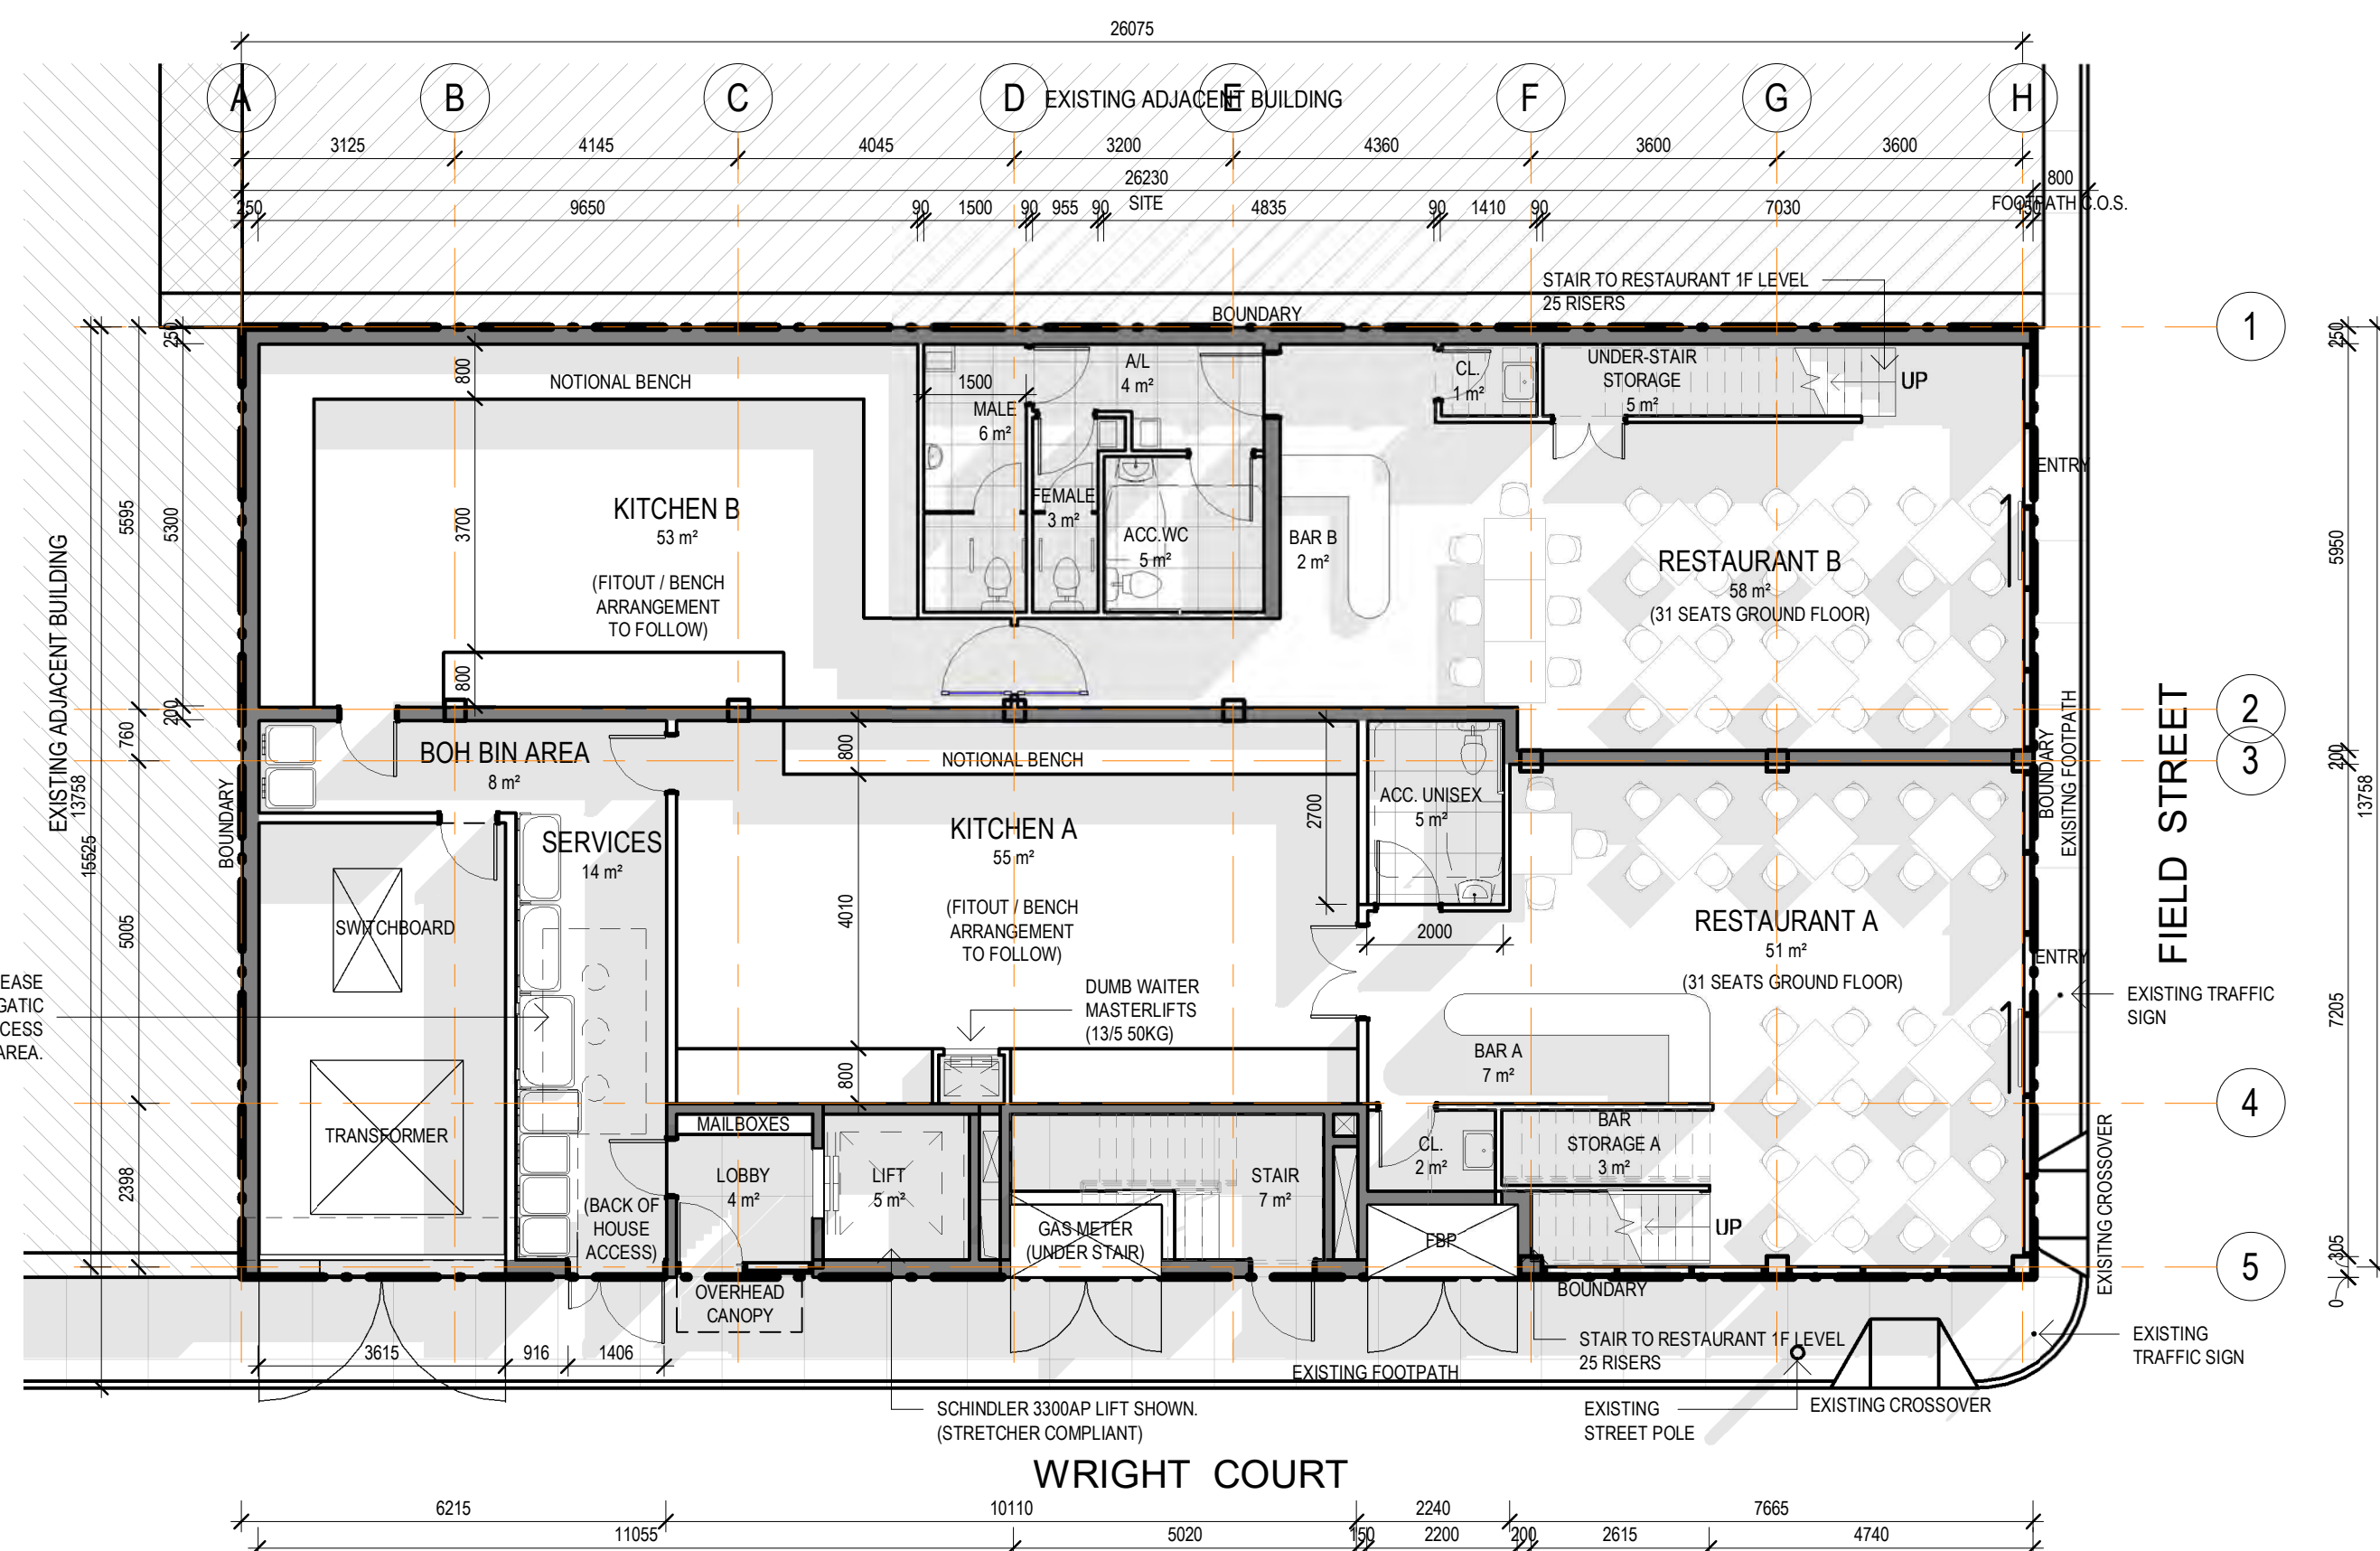 26075
A
B
C
D
E
F
G
H
EXISTING ADJACENT BUILDING
3125
4145
4045
3200
4360
3600
3600
26230
SITE
800
FOOTPATH C.O.S.
250
9650
90
1500
90
955
90
4835
90
1410
90
7030
150
STAIR TO RESTAURANT 1F LEVEL
25 RISERS
BOUNDARY
1
2
3
4
5
250
5595
5300
200
760
13758
15525
5005
2398
EXISTING ADJACENT BUILDING
BOUNDARY
800
NOTIONAL BENCH
3700
800
KITCHEN B
53 m²
(FITOUT / BENCH
ARRANGEMENT
TO FOLLOW)
1500
MALE
6 m²
A/L
4 m²
FEMALE
3 m²
ACC.WC
5 m²
BAR B
2 m²
CL.
1 m²
UNDER-STAIR
STORAGE
5 m²
UP
RESTAURANT B
58 m²
(31 SEATS GROUND FLOOR)
ENTRY
BOUNDARY
EXISITING FOOTPATH
FIELD STREET
250
5950
200
13758
7205
305
0
BOH BIN AREA
8 m²
SERVICES
14 m²
SWITCHBOARD
TRANSFORMER
EASE
GATIC
CESS
AREA.
800
NOTIONAL BENCH
4010
800
KITCHEN A
55 m²
(FITOUT / BENCH
ARRANGEMENT
TO FOLLOW)
DUMB WAITER
MASTERLIFTS
(13/5 50KG)
2700
ACC. UNISEX
5 m²
2000
RESTAURANT A
51 m²
(31 SEATS GROUND FLOOR)
ENTRY
EXISTING TRAFFIC
SIGN
BAR A
7 m²
MAILBOXES
LOBBY
4 m²
LIFT
5 m²
(BACK OF
HOUSE
ACCESS)
GAS METER
(UNDER STAIR)
STAIR
7 m²
CL.
2 m²
BAR
STORAGE A
3 m²
FBP
UP
EXISITNG CROSSOVER
OVERHEAD
CANOPY
BOUNDARY
3615
916
1406
STAIR TO RESTAURANT 1F LEVEL
25 RISERS
EXISTING
TRAFFIC SIGN
EXISTING FOOTPATH
SCHINDLER 3300AP LIFT SHOWN.
(STRETCHER COMPLIANT)
EXISTING
STREET POLE
EXISTING CROSSOVER
WRIGHT COURT
6215
10110
2240
7665
11055
5020
150
2200
200
2615
4740